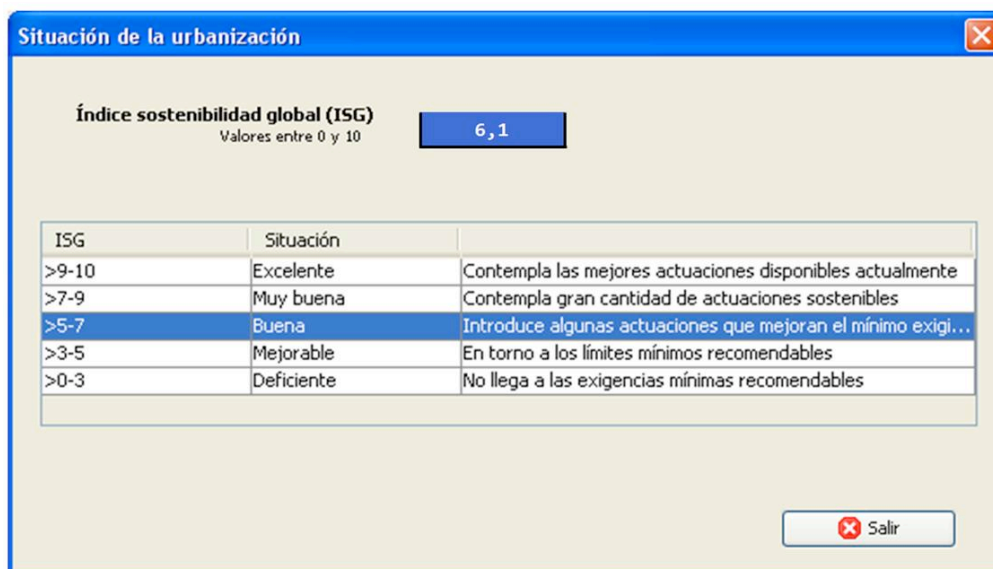 Situación de la urbanización
Índice sostenibilidad global (ISG)
Valores entre 0 y 10
6,1
ISG Situación
>9-10 Excelente Contempla las mejores actuaciones disponibles actualmente
>7-9 Muy buena Contempla gran cantidad de actuaciones sostenibles
>5-7 Buena Introduce algunas actuaciones que mejoran el mínimo exigi...
>3-5 Mejorable En torno a los límites mínimos recomendables
>0-3 Deficiente No llega a las exigencias mínimas recomendables
Salir